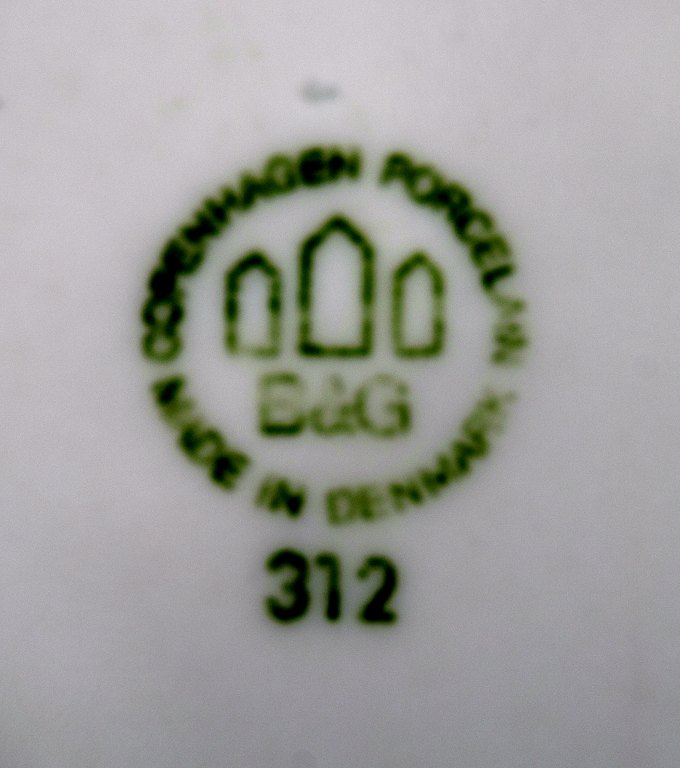 COPENHAGEN PORCELAIN
B&G
MADE IN DENMARK
312